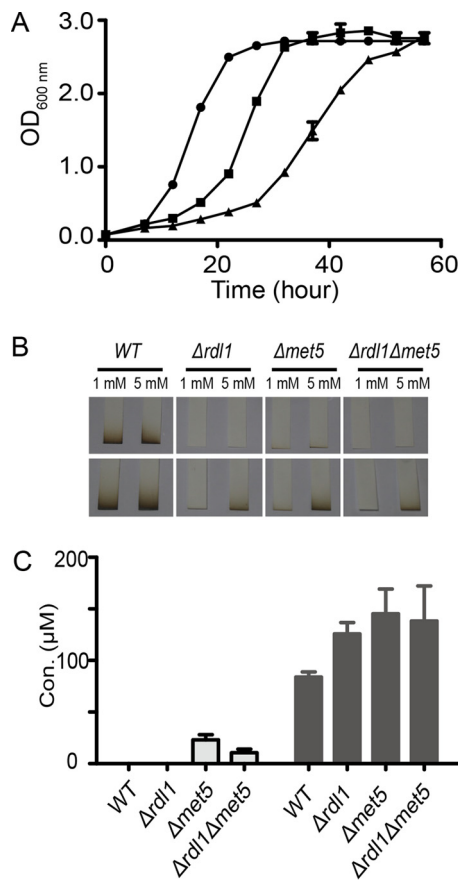 A
3.0
2.0
1.0
0.0
OD600 nm
0 20 40 60
Time (hour)
B
WT Δrdl1 Δmet5 Δrdl1Δmet5
1 mM 5 mM 1 mM 5 mM 1 mM 5 mM 1 mM 5 mM
C
200
100
0
Con. (μM)
WT Δrdl1 Δmet5 Δrdl1Δmet5 WT Δrdl1 Δmet5 Δrdl1Δmet5